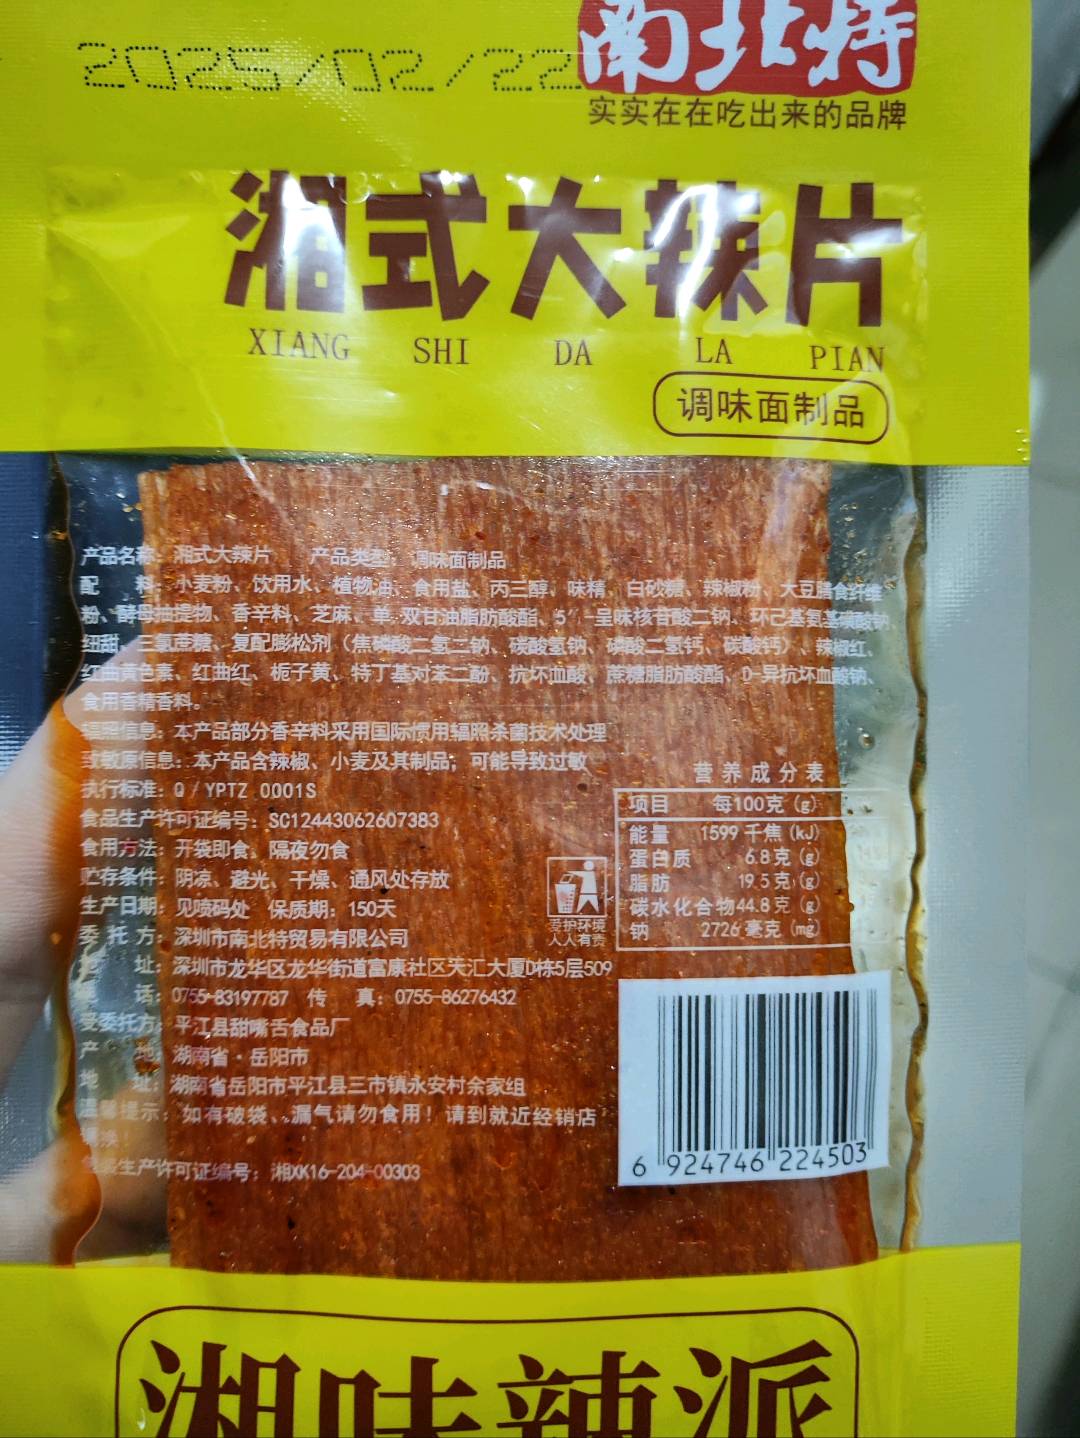 2025/02/22
南北特
实实在在吃出来的品牌
湘式大辣片
XIANG SHI DA LA PIAN
调味面制品
产品名称：湘式大辣片 产品类型：调味面制品
配 料：小麦粉、饮用水、植物油、食用盐、丙三醇、味精、白砂糖、辣椒粉、大豆膳食纤维
粉、酵母抽提物、香辛料、芝麻、单.双甘油脂肪酸酯、5′-呈味核苷酸二钠、环己基氨基磺酸钠、
纽甜、三氯蔗糖、复配膨松剂（焦磷酸二氢二钠、碳酸氢钠、磷酸二氢钙、碳酸钙）、辣椒红、
红曲黄色素、红曲红、栀子黄、特丁基对苯二酚、抗坏血酸、蔗糖脂肪酸酯、D-异抗坏血酸钠、
食用香精香料。
辐照信息：本产品部分香辛料采用国际惯用辐照杀菌技术处理
致敏原信息：本产品含辣椒、小麦及其制品；可能导致过敏
执行标准：Q/YPTZ 0001S
食品生产许可证编号：SC12443062607383
食用方法：开袋即食，隔夜勿食
贮存条件：阴凉、避光、干燥、通风处存放
生产日期：见喷码处 保质期：150天
委 托 方：深圳市南北特贸易有限公司
地 址：深圳市龙华区龙华街道富康社区天汇大厦D栋5层509
电 话：0755-83197787 传 真：0755-86276432
受委托方：平江县甜嘴舌食品厂
产 地：湖南省·岳阳市
地 址：湖南省岳阳市平江县三市镇永安村余家组
温馨提示：如有破袋、漏气请勿食用！请到就近经销店
包装生产许可证编号：湘XK16-204-00303
营养成分表
项目 每100克(g)
能量 1599 千焦(kJ)
蛋白质 6.8克(g)
脂肪 19.5克(g)
碳水化合物 44.8克(g)
钠 2726毫克(mg)
爱护环境
人人有责
6 924746 224503
湘味辣派